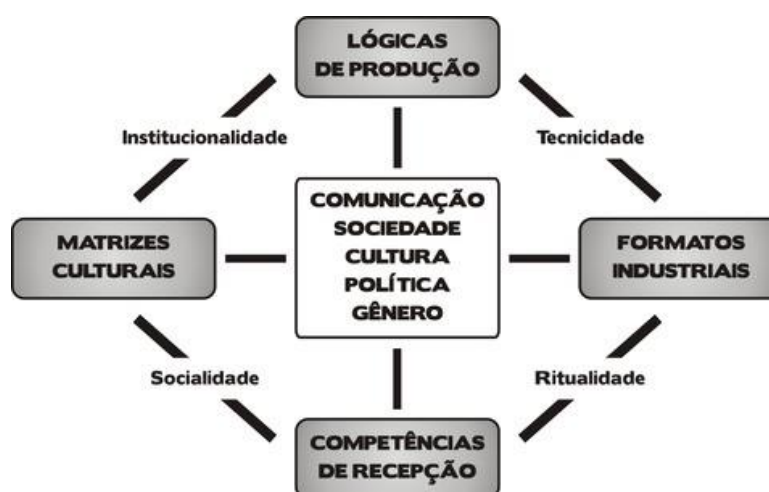 LÓGICAS
DE PRODUÇÃO
Institucionalidade
Tecnicidade
MATRIZES
CULTURAIS
COMUNICAÇÃO
SOCIEDADE
CULTURA
POLÍTICA
GÊNERO
FORMATOS
INDUSTRIAIS
Socialidade
Ritualidade
COMPETÊNCIAS
DE RECEPÇÃO